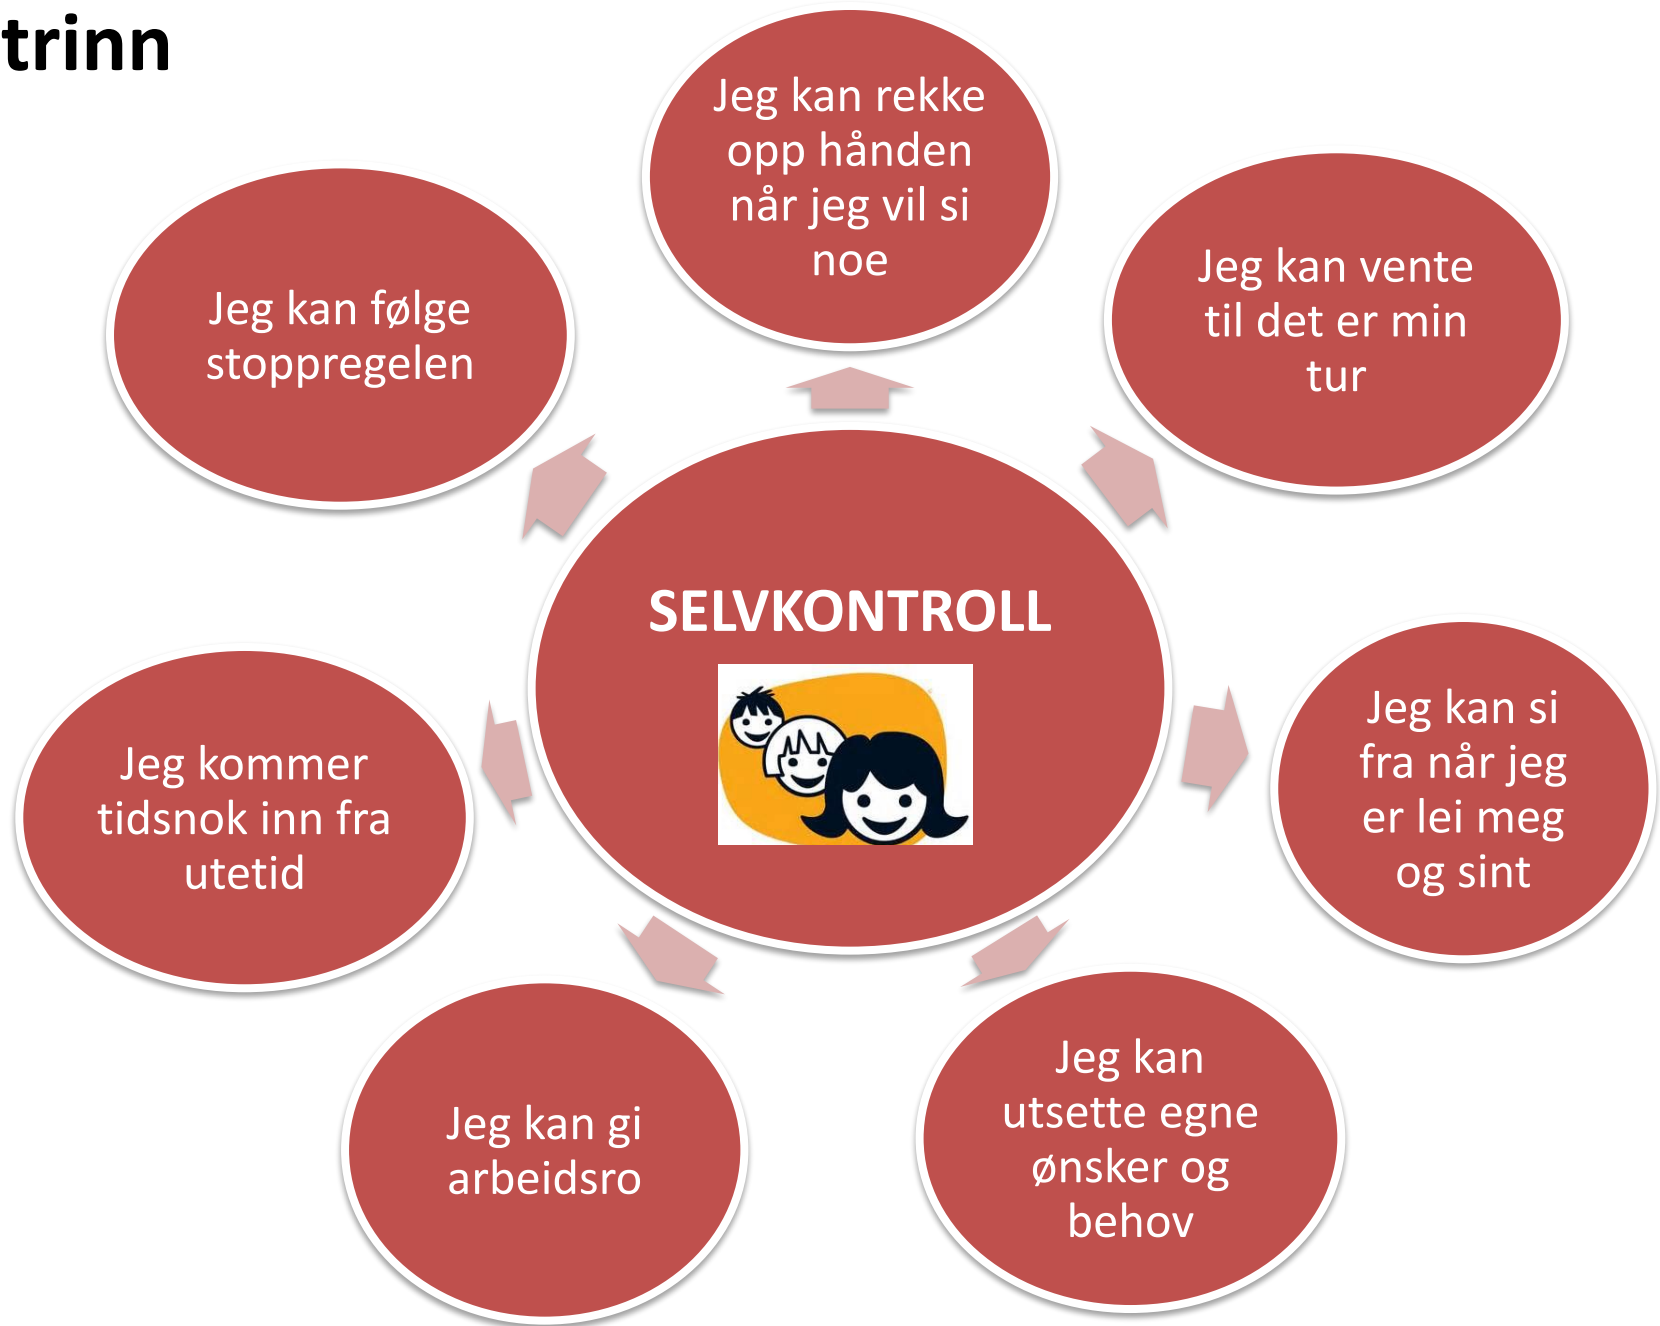 trinn
Jeg kan rekke
opp hånden
når jeg vil si
noe
Jeg kan vente
til det er min
tur
Jeg kan si
fra når jeg
er lei meg
og sint
Jeg kan
utsette egne
ønsker og
behov
Jeg kan gi
arbeidsro
Jeg kommer
tidsnok inn fra
utetid
Jeg kan følge
stoppregelen
SELVKONTROLL